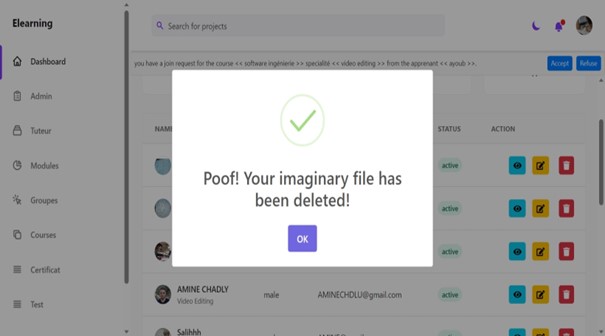 Elearning
Search for projects
Dashboard
you have a join request for the course << software ingénierie >> specialité << video editing >> from the apprenant << ayoub >>.
Accept
Refuse
Admin
Tuteur
Modules
Groupes
Courses
Certificat
Test
STATUS
ACTION
active
active
active
Poof! Your imaginary file has
been deleted!
OK
AMINE CHADLY
Video Editing
male
AMINECHDLU@gmail.com
active
Salihhh